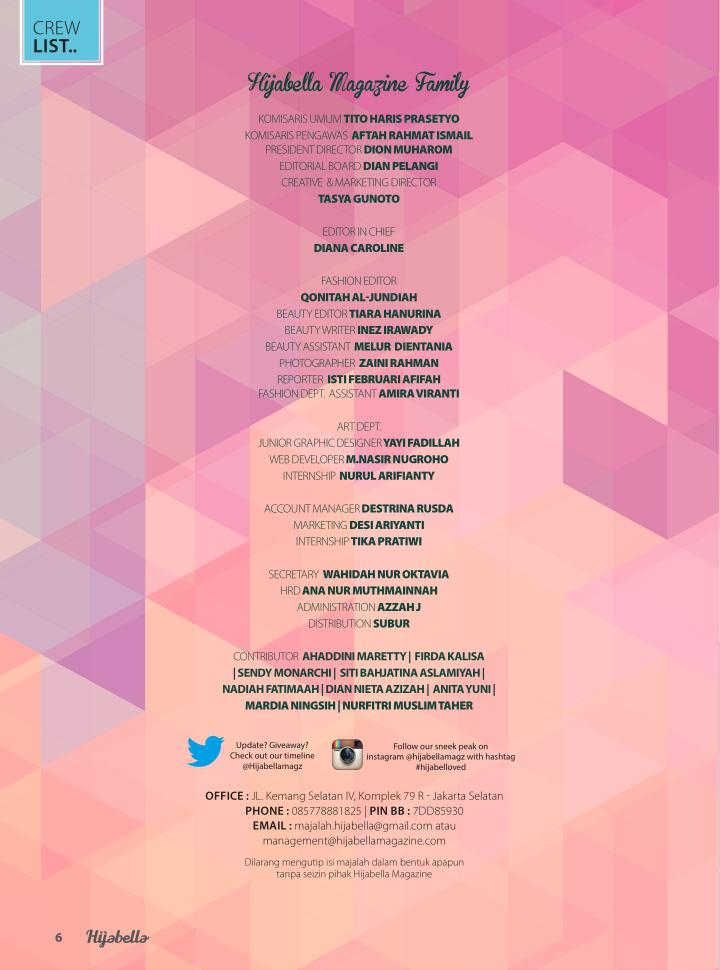 CREW
LIST..
Hijabella Magazine Family
KOMISARIS UMUM TITO HARIS PRASETYO
KOMISARIS PENGAWAS AFTAH RAHMAT ISMAIL
PRESIDENT DIRECTOR DION MUHAROM
EDITORIAL BOARD DIAN PELANGI
CREATIVE & MARKETING DIRECTOR
TASYA GUNOTO
EDITOR IN CHIEF
DIANA CAROLINE
FASHION EDITOR
QONITAH AL-JUNDIAH
BEAUTY EDITOR TIARA HANURINA
BEAUTY WRITER INEZ IRAWADY
BEAUTY ASSISTANT MELUR DIENTANIA
PHOTOGRAPHER ZAINI RAHMAN
REPORTER ISTI FEBRUARI AFIFAH
FASHION DEPT. ASSISTANT AMIRA VIRANTI
ART DEPT.
JUNIOR GRAPHIC DESIGNER YAYI FADILLAH
WEB DEVELOPER M.NASIR NUGROHO
INTERNSHIP NURUL ARIFIANTY
ACCOUNT MANAGER DESTRINA RUSDA
MARKETING DESI ARIYANTI
INTERNSHIP TIKA PRATIWI
SECRETARY WAHIDAH NUR OKTAVIA
HRD ANA NUR MUTHMAINNAH
ADMINISTRATION AZZAH J
DISTRIBUTION SUBUR
CONTRIBUTOR AHADDINI MARETTY | FIRDA KALISA
| SENDY MONARCHI | SITI BAHJATINA ASLAMIYAH |
NADIAH FATIMAAH | DIAN NIETA AZIZAH | ANITA YUNI |
MARDIA NINGSIH | NURFITRI MUSLIM TAHER
Update? Giveaway?
Check out our timeline
@Hijabellamagz
Follow our sneek peak on
instagram @hijabellamagz with hashtag
#hijabelloved
OFFICE : JL. Kemang Selatan IV, Komplek 79 R - Jakarta Selatan
PHONE : 085778881825 | PIN BB : 7DD85930
EMAIL : majalah.hijabella@gmail.com atau
management@hijabellamagazine.com
Dilarang mengutip isi majalah dalam bentuk apapun
tanpa seizin pihak Hijabella Magazine
6 Hijabella